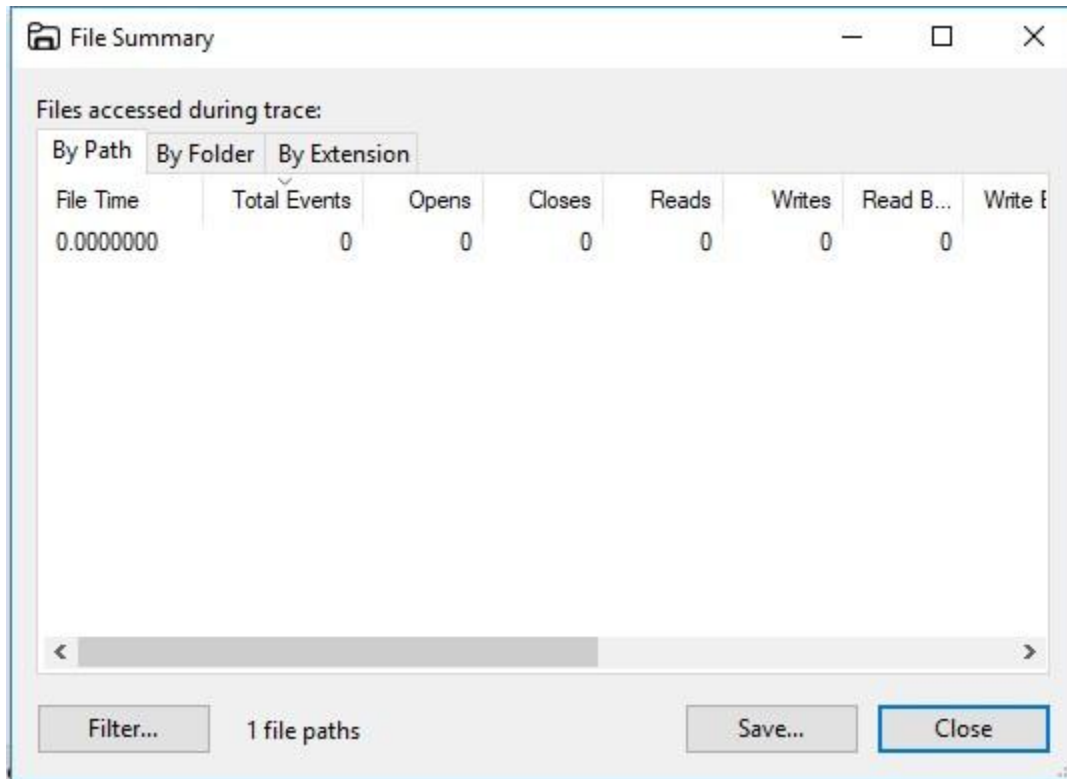 File Summary
Files accessed during trace:
By Path By Folder By Extension
File Time Total Events Opens Closes Reads Writes Read B... Write
0.0000000 0 0 0 0 0 0
Filter... 1 file paths Save... Close